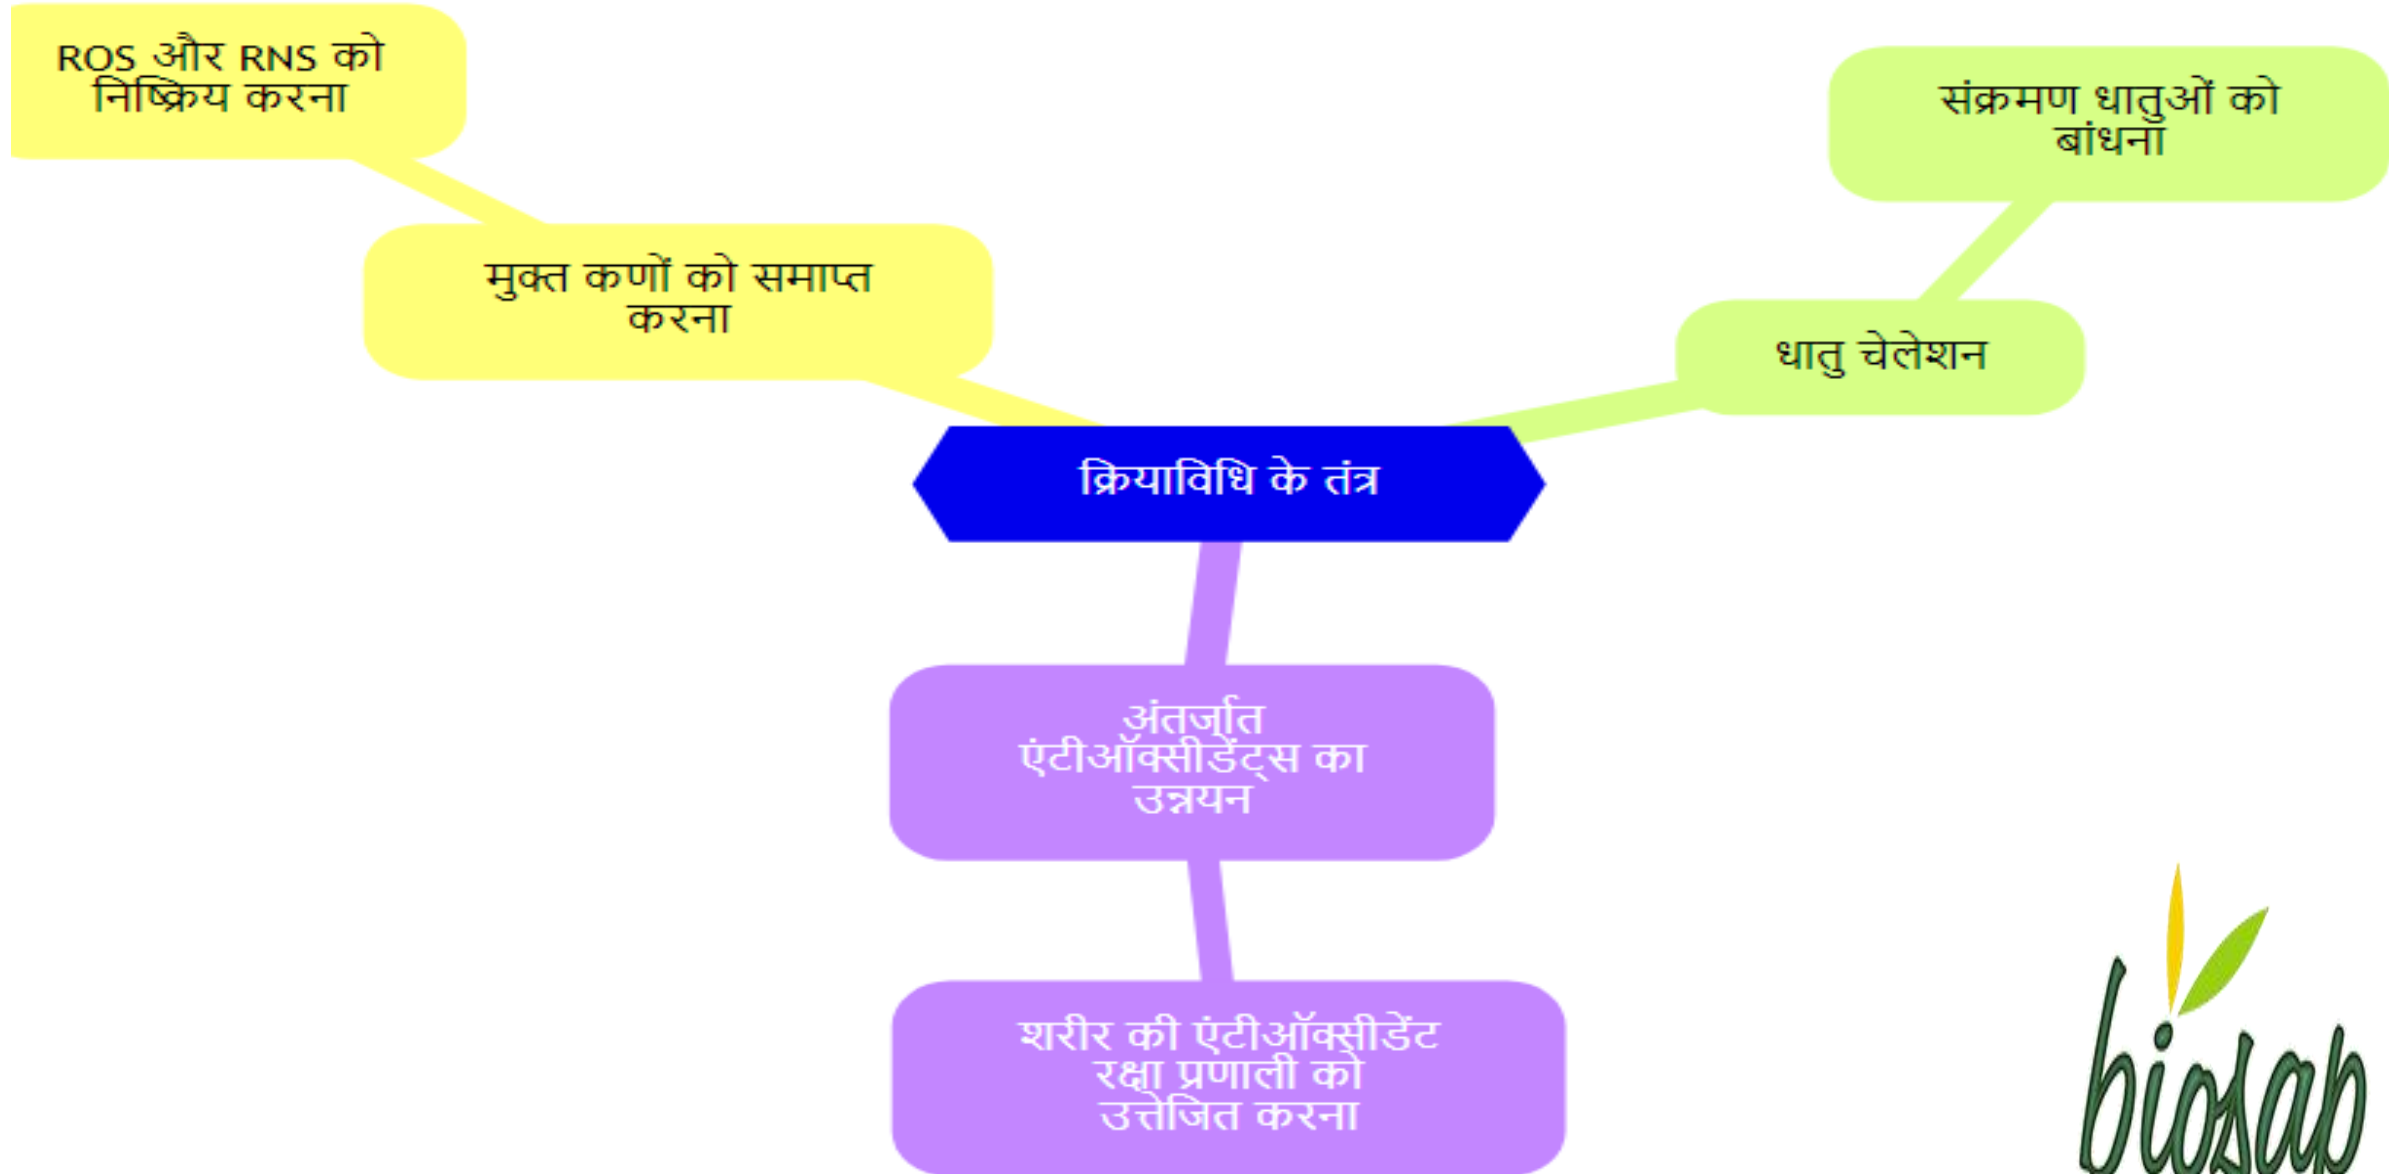 ROS और RNS को
निष्क्रिय करना
संक्रमण धातुओं को
बांधना
मुक्त कणों को समाप्त
करना
धातु चेलेशन
क्रियाविधि के तंत्र
अंतर्जात
एंटीऑक्सीडेंट्स का
उन्नयन
शरीर की एंटीऑक्सीडेंट
रक्षा प्रणाली को
उत्तेजित करना
biosap